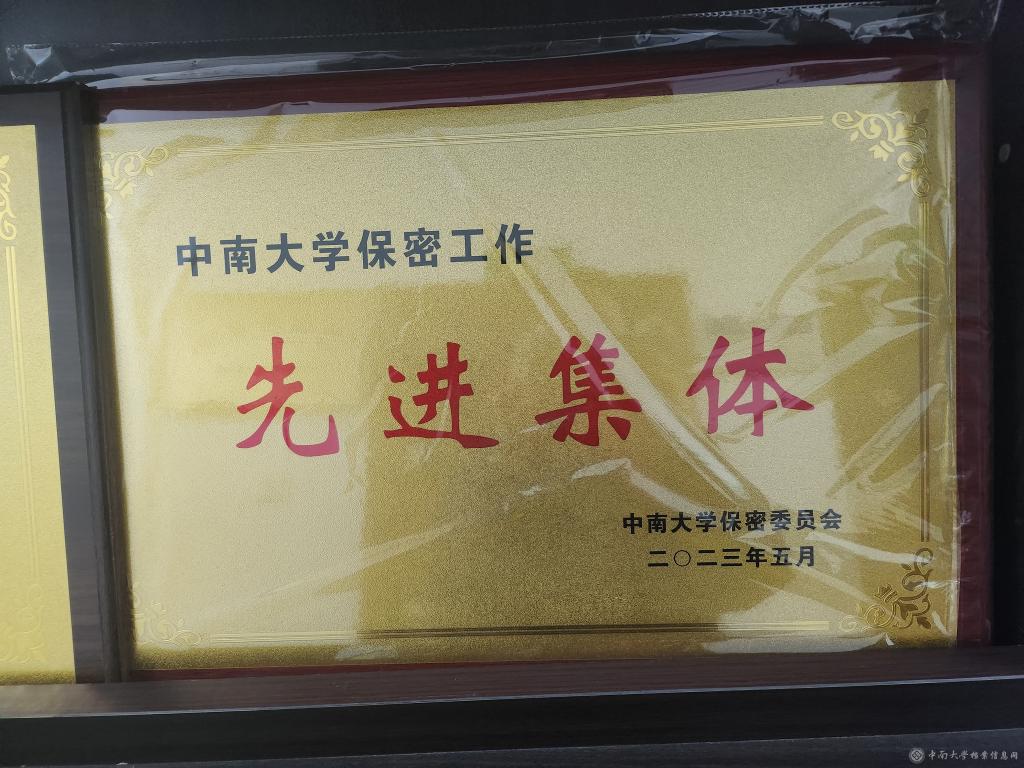 中南大学保密工作
先进集体
中南大学保密委员会
二〇二三年五月
中南大学档案信息网